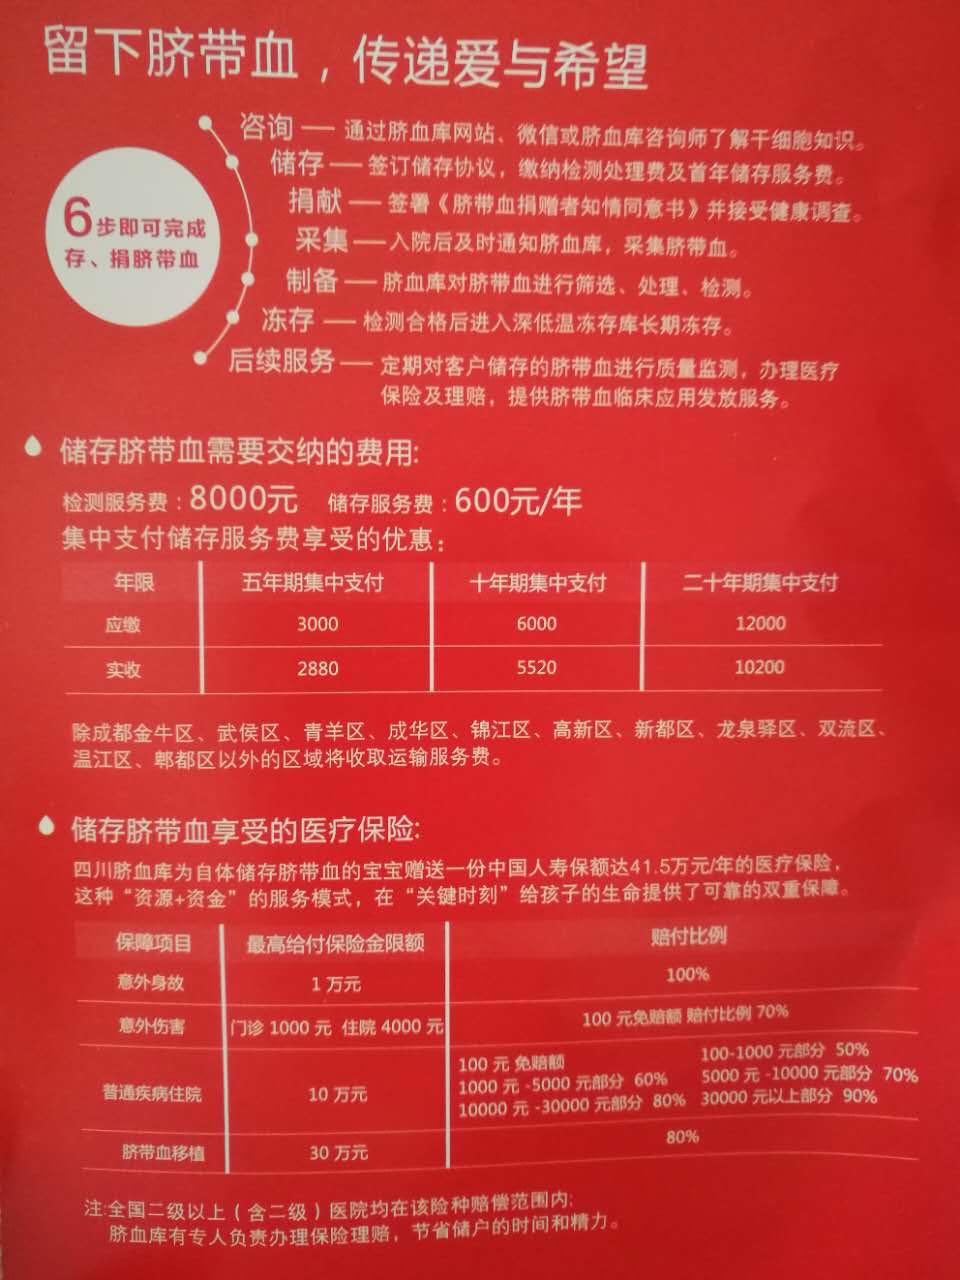 留下脐带血，传递爱与希望
6步即可完成
存、捐脐带血
咨询 — 通过脐血库网站、微信或脐血库咨询师了解干细胞知识。
储存 — 签订储存协议，缴纳检测处理费及首年储存服务费。
捐献 — 签署《脐带血捐赠者知情同意书》并接受健康调查。
采集 — 入院后及时通知脐血库，采集脐带血。
制备 — 脐血库对脐带血进行筛选、处理、检测。
冻存 — 检测合格后进入深低温冻存库长期冻存。
后续服务 — 定期对客户储存的脐带血进行质量监测，办理医疗
保险及理赔，提供脐带血临床应用发放服务。
储存脐带血需要交纳的费用:
检测服务费：8000元 储存服务费：600元/年
集中支付储存服务费享受的优惠：
年限 五年期集中支付 十年期集中支付 二十年期集中支付
应缴 3000 6000 12000
实收 2880 5520 10200
除成都金牛区、武侯区、青羊区、成华区、锦江区、高新区、新都区、龙泉驿区、双流区、
温江区、郫都区以外的区域将收取运输服务费。
储存脐带血享受的医疗保险:
四川脐血库为自体储存脐带血的宝宝赠送一份中国人寿保额达41.5万元/年的医疗保险，
这种“资源+资金”的服务模式，在“关键时刻”给孩子的生命提供了可靠的双重保障。
保障项目 最高给付保险金限额 赔付比例
意外身故 1 万元 100%
意外伤害 门诊 1000 元 住院 4000 元 100 元免赔额 赔付比例 70%
普通疾病住院 10 万元 100 元 免赔额 100-1000 元部分 50%
1000 元 -5000 元部分 60% 5000 元 -10000 元部分 70%
10000 元 -30000 元部分 80% 30000 元以上部分 90%
脐带血移植 30 万元 80%
注:全国二级以上（含二级）医院均在该险种赔偿范围内;
脐血库有专人负责办理保险理赔，节省储户的时间和精力。